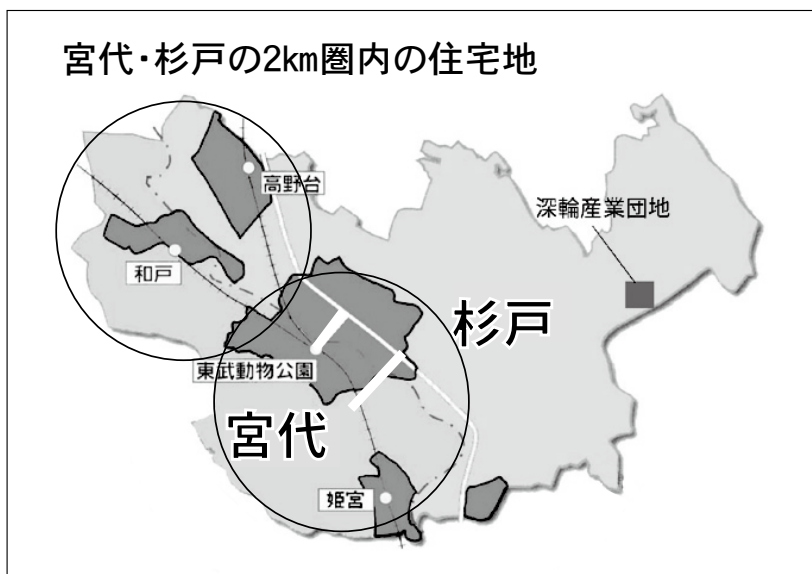 宮代・杉戸の2km圏内の住宅地
高野台
深輪産業団地
和戸
杉戸
東武動物公園
宮代
姫宮